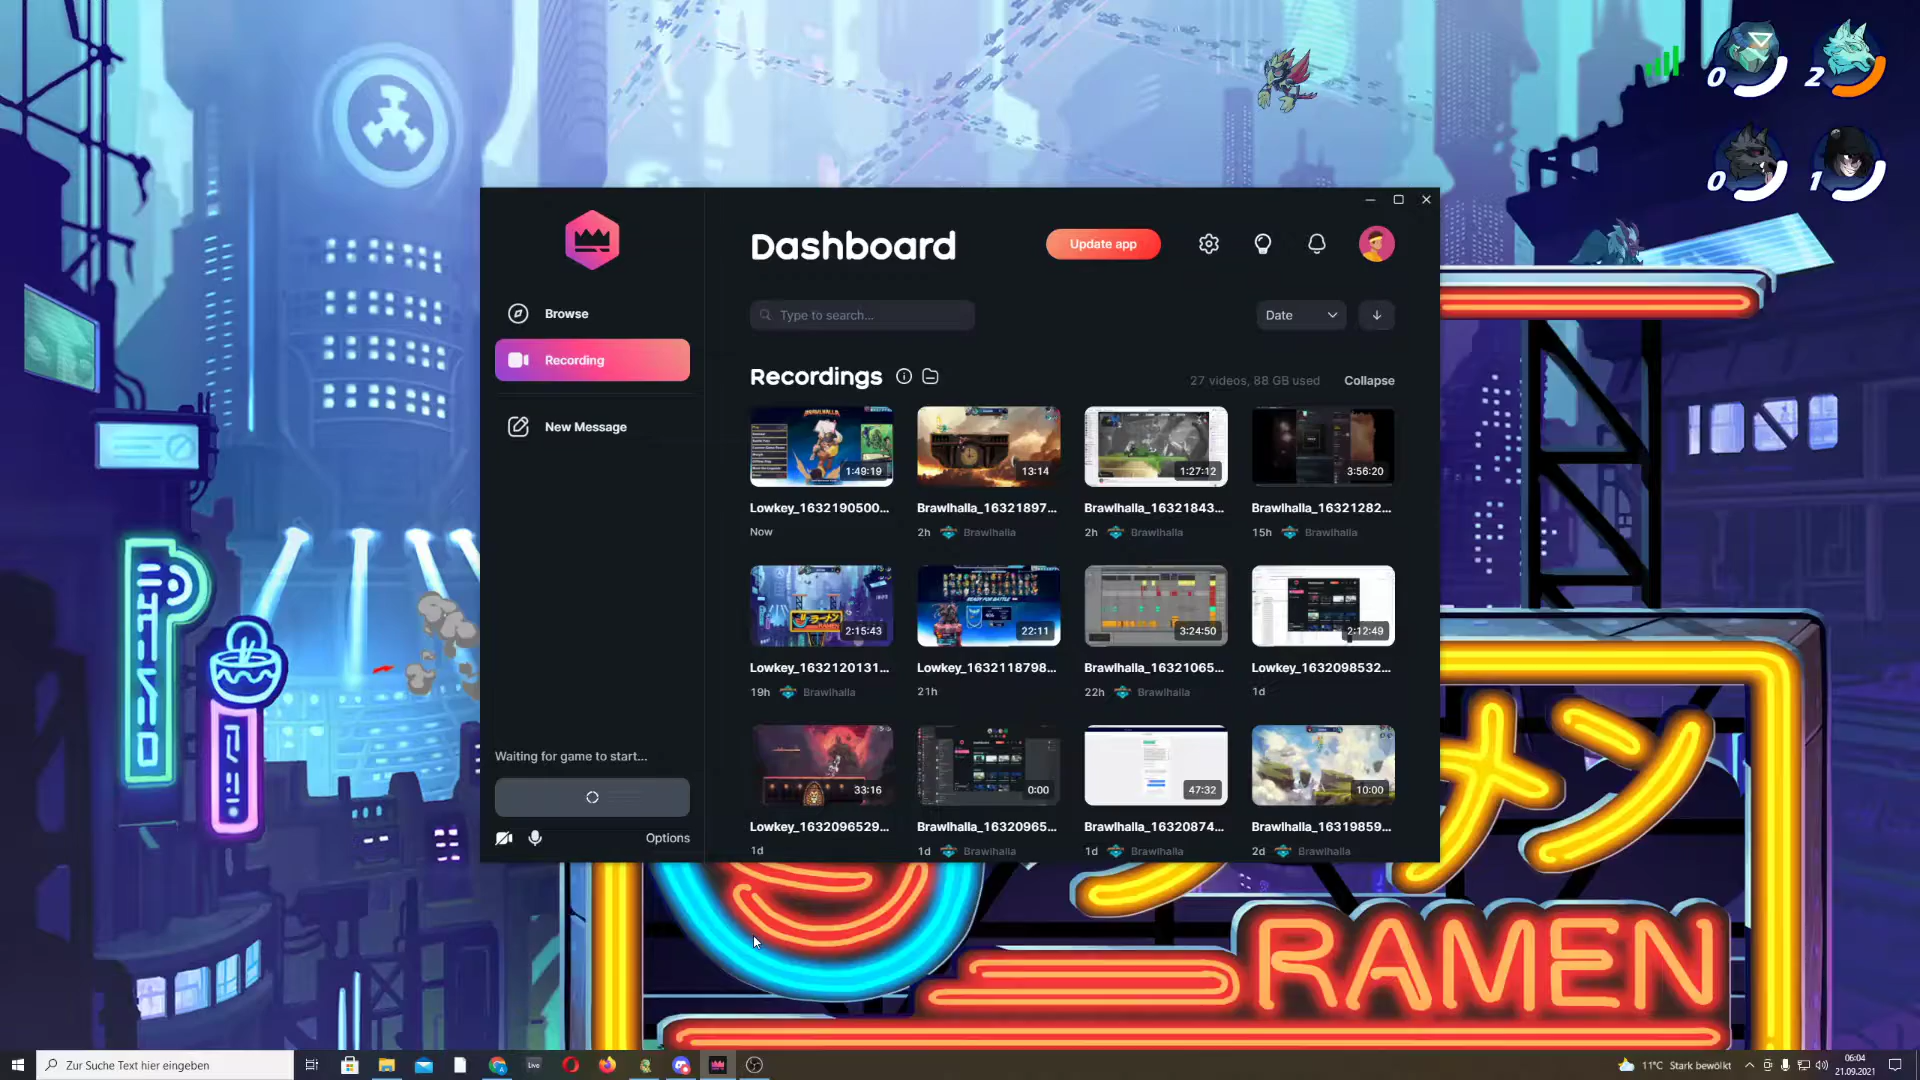 0
2
0
1
Dashboard
Update app
Browse
Recording
New Message
Type to search...
Date
Recordings
27 videos, 88 GB used
Collapse
1:49:19
13:14
1:27:12
3:56:20
Lowkey_1632190500...
Brawlhalla_16321897...
Brawlhalla_16321843...
Brawlhalla_16321282...
Now
2h Brawlhalla
2h Brawlhalla
15h Brawlhalla
2:15:43
22:11
3:24:50
2:12:49
Lowkey_1632120131...
Lowkey_1632118798...
Brawlhalla_16321065...
Lowkey_1632098532...
19h Brawlhalla
21h
22h Brawlhalla
1d
33:16
0:00
47:32
10:00
Lowkey_1632096529...
Brawlhalla_16320965...
Brawlhalla_16320874...
Brawlhalla_16319859...
1d
1d Brawlhalla
1d Brawlhalla
2d Brawlhalla
Waiting for game to start...
Options
メン
RAMEN
Zur Suche Text hier eingeben
Live
11°C Stark bewölkt
06:04
21.09.2021